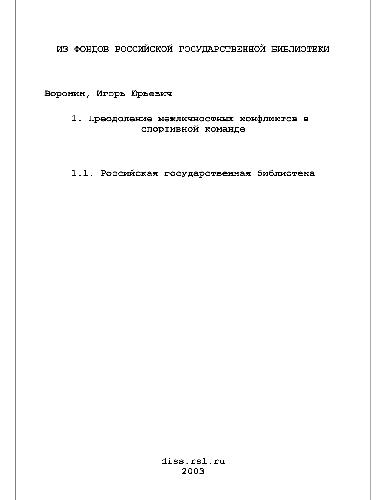 ИЗ ФОНДОВ РОССИЙСКОЙ ГОСУДАРСТВЕННОЙ БИБЛИОТЕКИ
Воронин, Игорь Юрьевич
1. Преодоление межличностных конфликтов в
спортивной команде
1.1. Российская государственная библиотека
diss.rsl.ru
2003